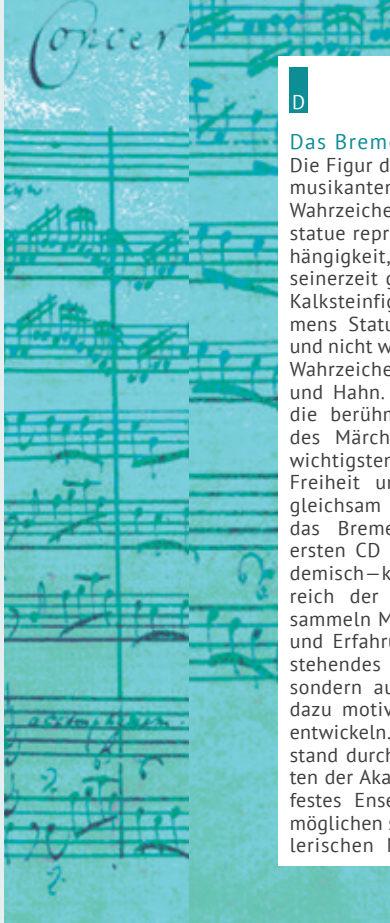 Concert
D
Das Breme
Die Figur d
musikanten
Wahrzeiche
statue repr
hängigkeit,
seinerzeit g
Kalksteinfig
mens Statu
und nicht w
Wahrzeiche
und Hahn.
die berühm
des Märch
wichtigsten
Freiheit un
gleichsam
das Breme
ersten CD
demisch—k
reich der
sammeln M
und Erfahru
stehendes
sondern au
dazu motiv
entwickeln.
stand durch
ten der Aka
festes Ense
möglichen s
lerischen I